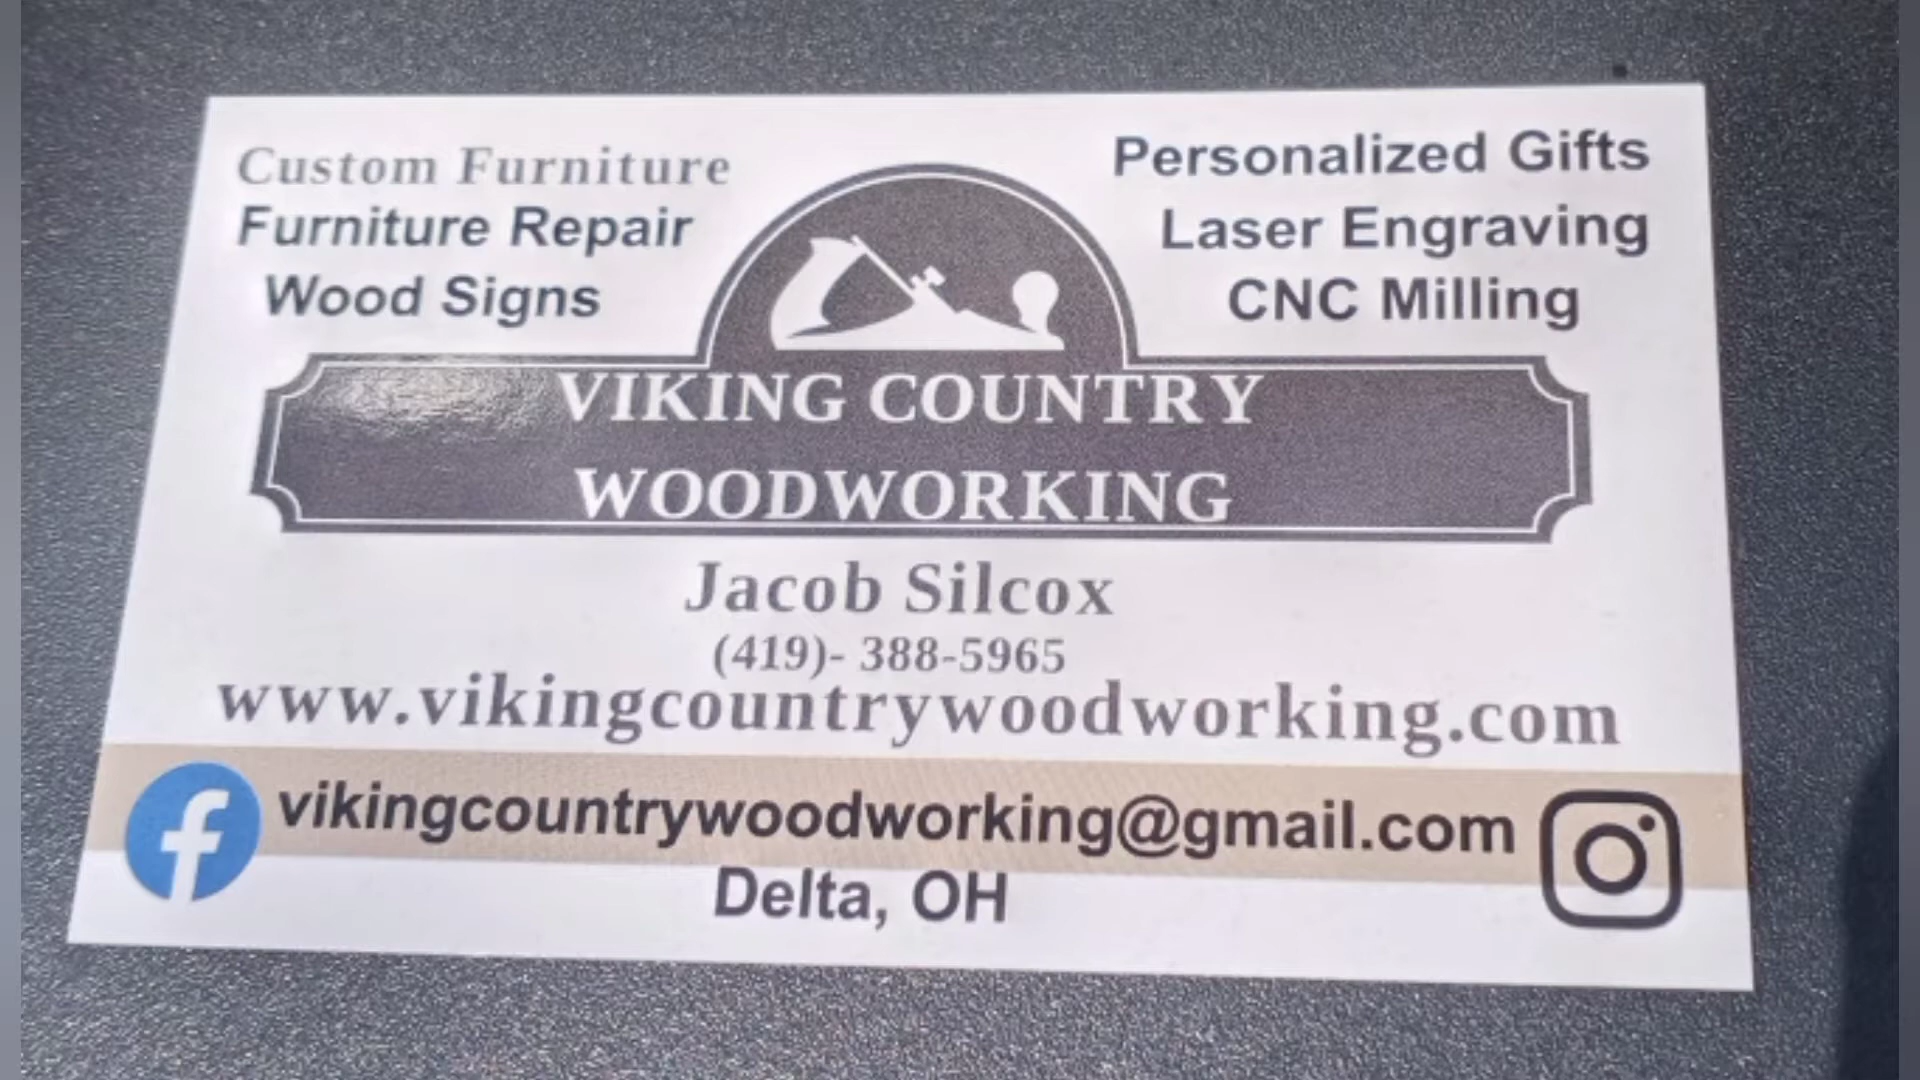 Custom Furniture
Furniture Repair
Wood Signs
Personalized Gifts
Laser Engraving
CNC Milling
VIKING COUNTRY
WOODWORKING
Jacob Silcox
(419)- 388-5965
www.vikingcountrywoodworking.com
vikingcountrywoodworking@gmail.com
Delta, OH